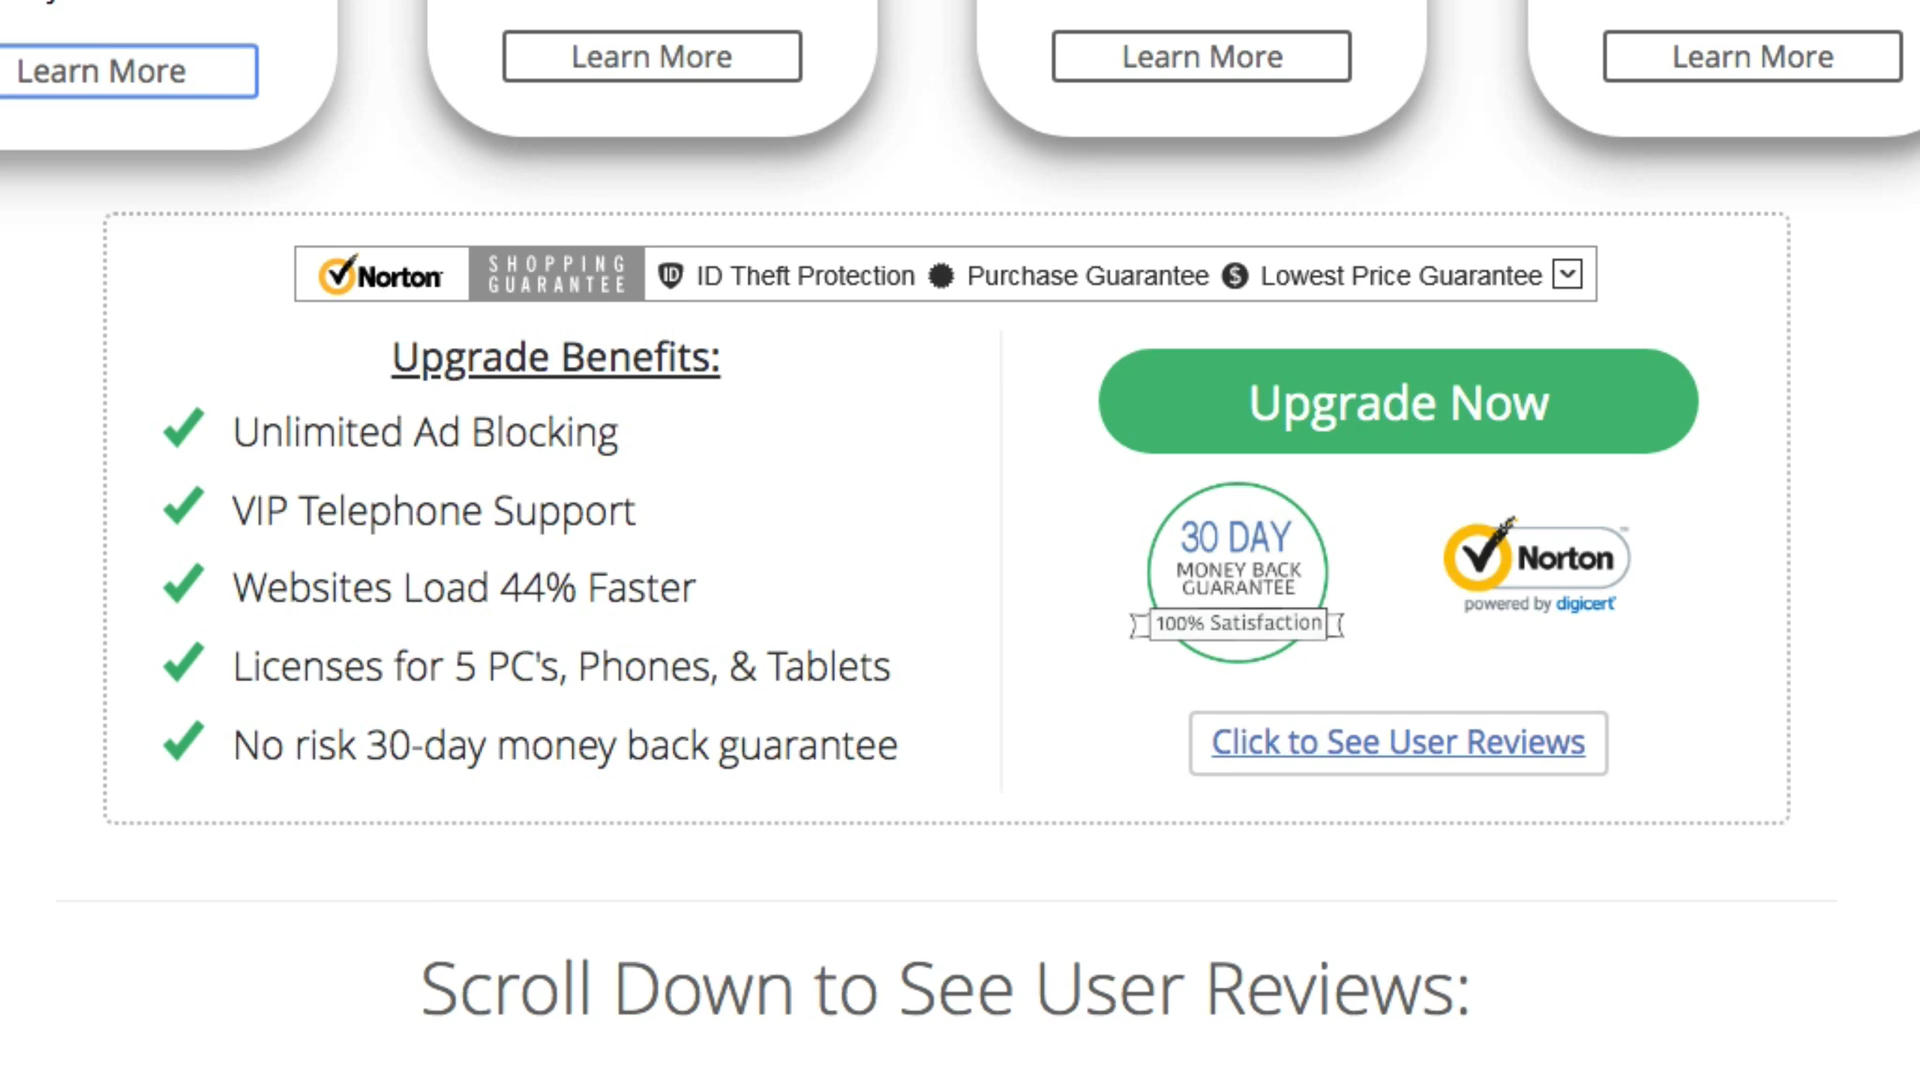 Learn More
Learn More
Learn More
Learn More
Norton SHOPPING GUARANTEE ID ID Theft Protection Purchase Guarantee $ Lowest Price Guarantee
Upgrade Benefits:
Unlimited Ad Blocking
VIP Telephone Support
Websites Load 44% Faster
Licenses for 5 PC's, Phones, & Tablets
No risk 30-day money back guarantee
Upgrade Now
30 DAY
MONEY BACK
GUARANTEE
100% Satisfaction
Norton
powered by digicert
Click to See User Reviews
Scroll Down to See User Reviews: